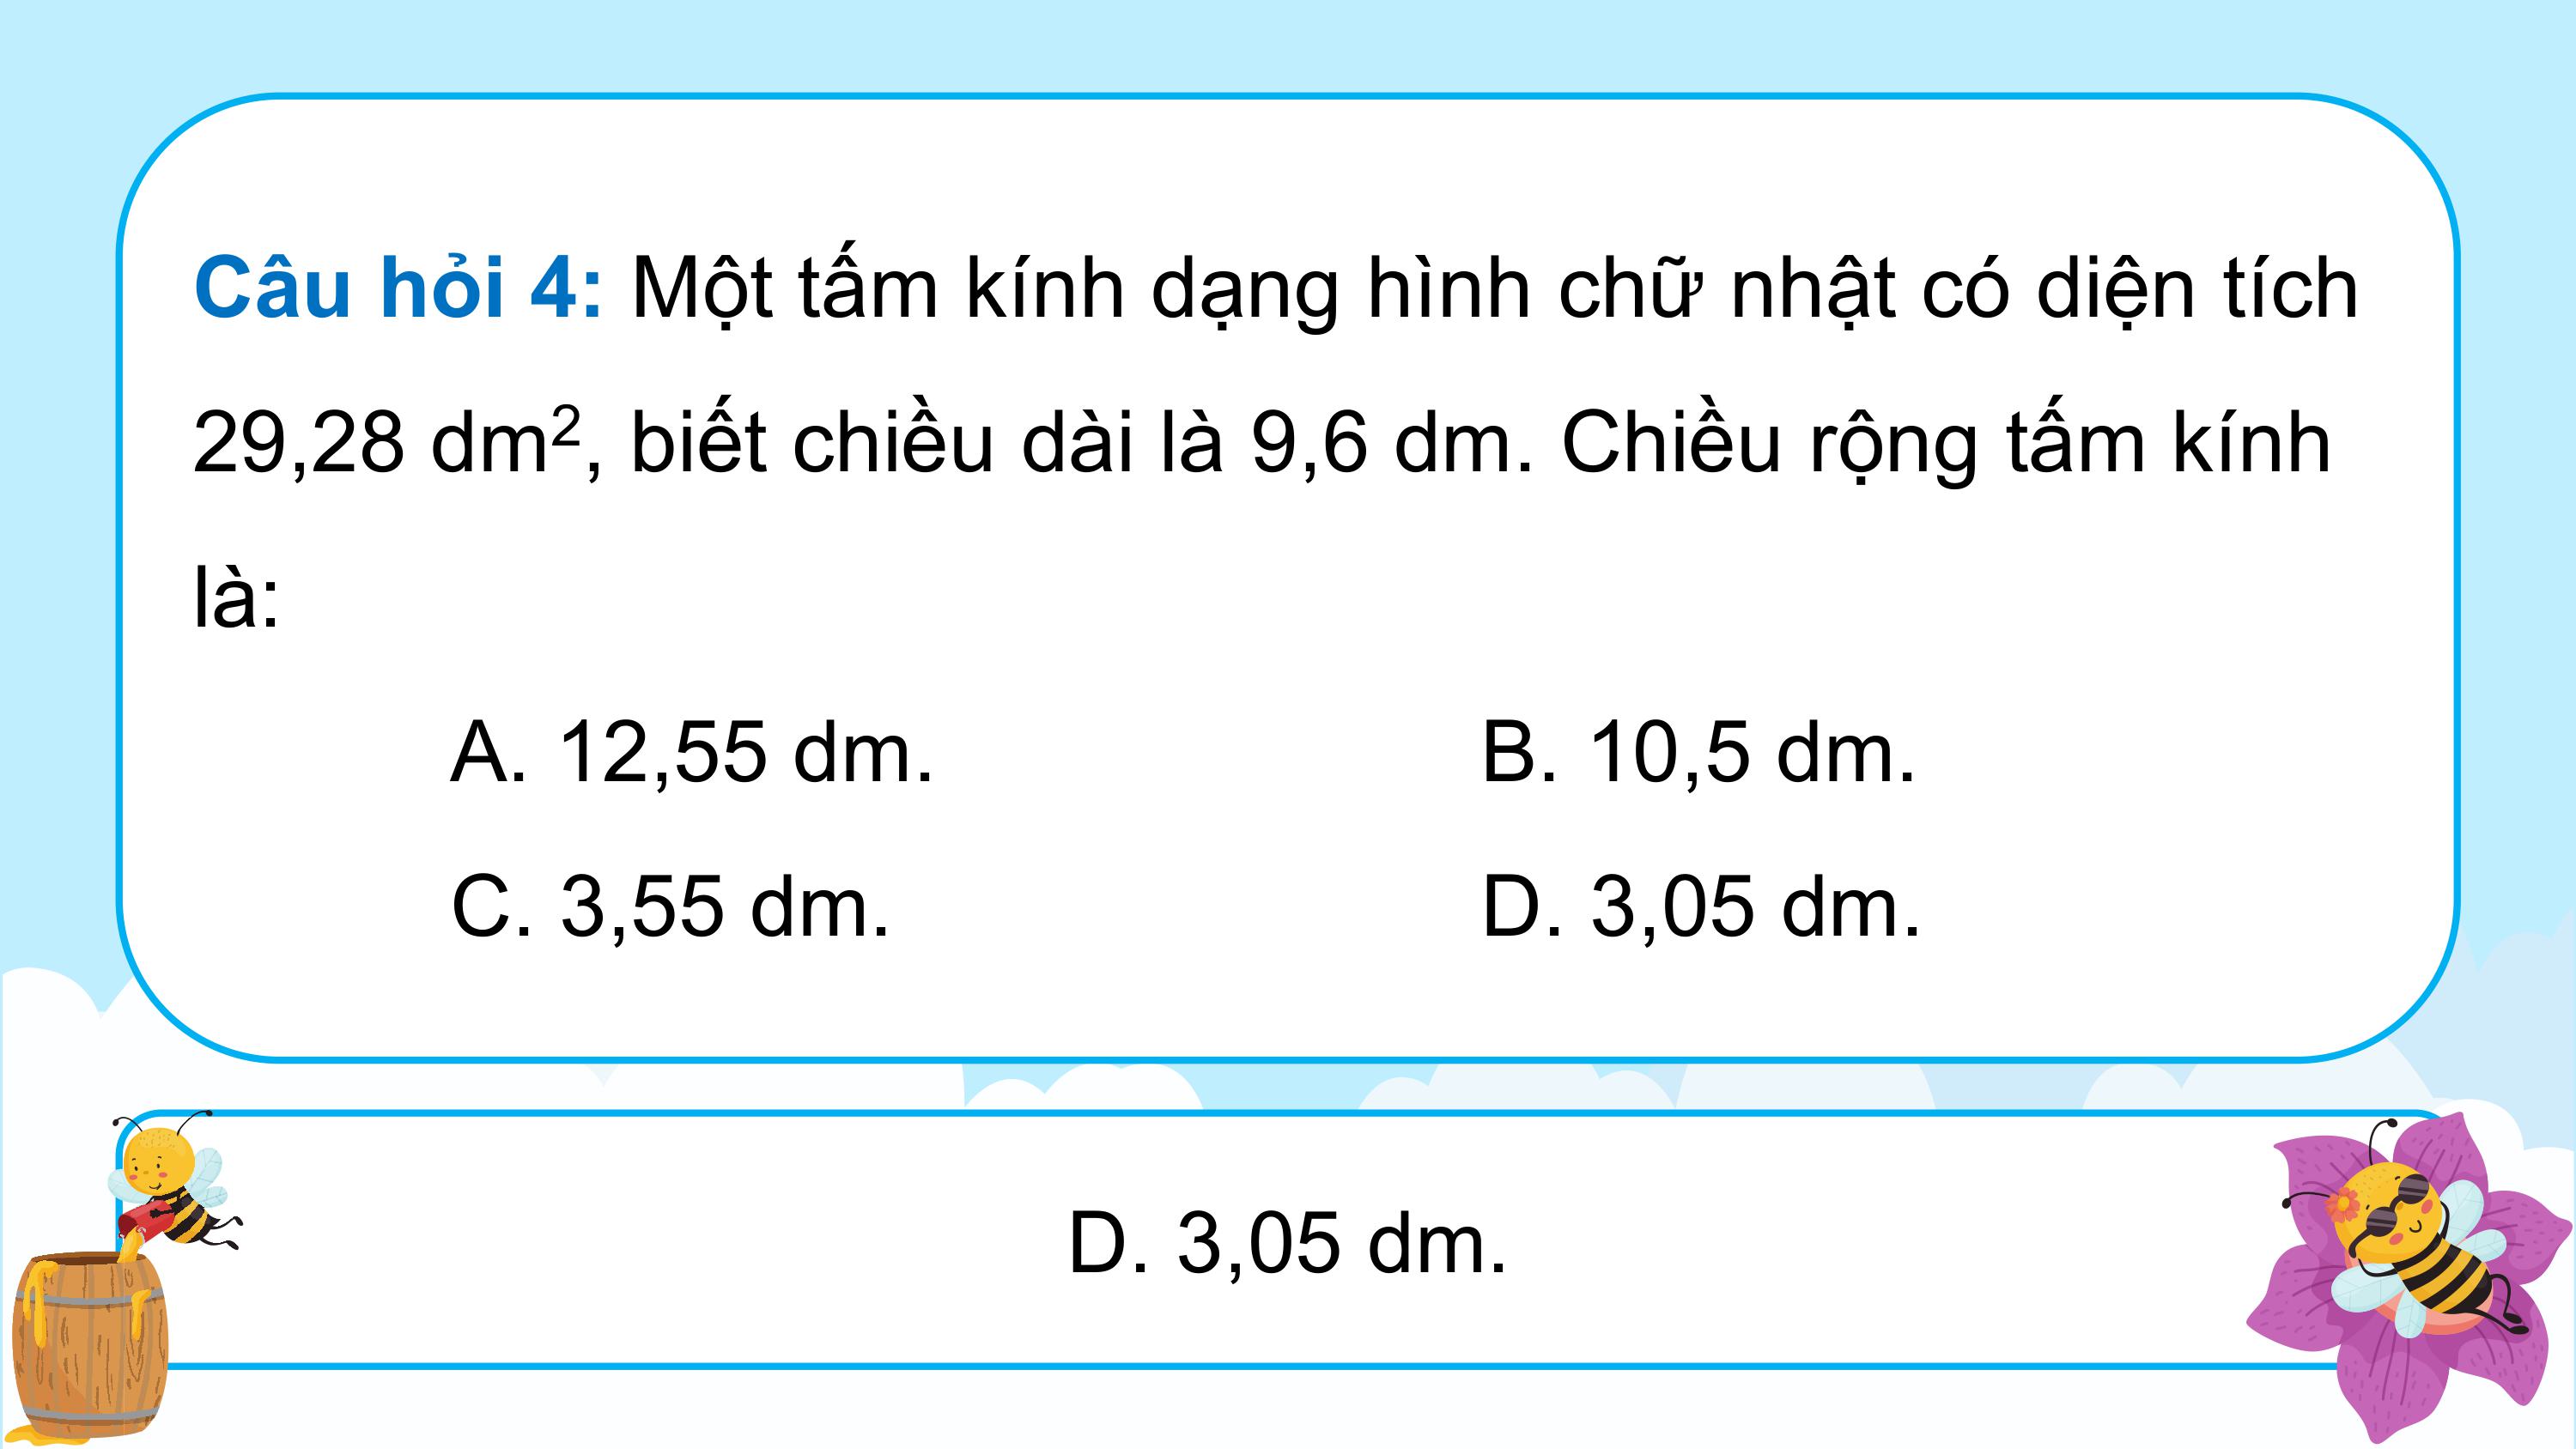 Câu hỏi 4: Một tấm kính dạng hình chữ nhật có diện tích
29,28 dm², biết chiều dài là 9,6 dm. Chiều rộng tấm kính
là:
A. 12,55 dm. B. 10,5 dm.
C. 3,55 dm. D. 3,05 dm.
D. 3,05 dm.